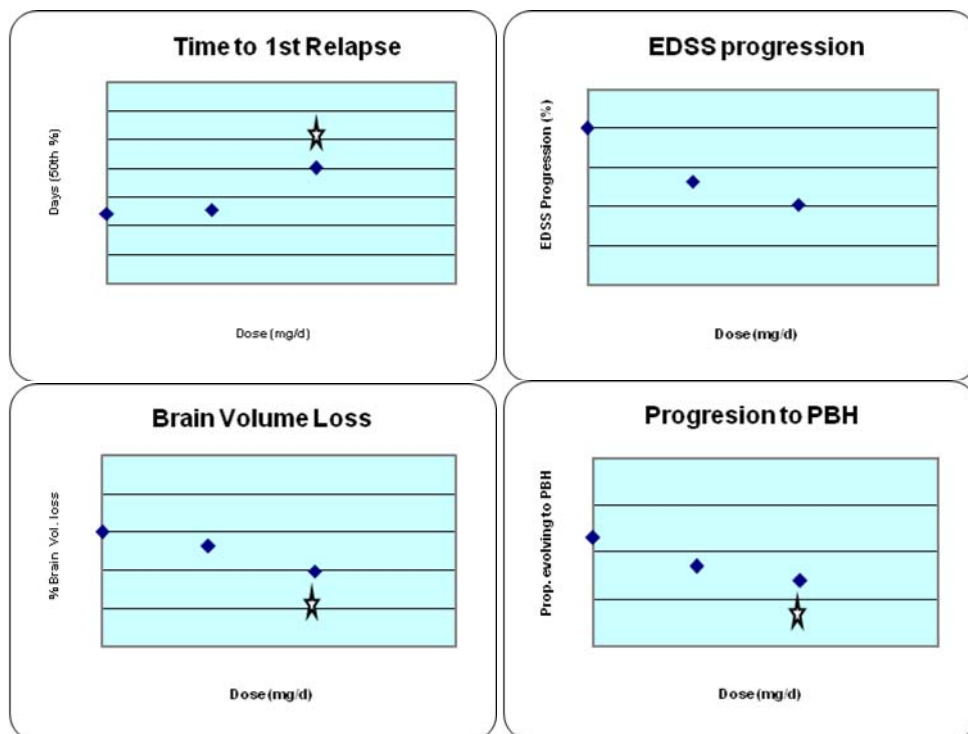 Time to 1st Relapse
Days (50th %)
Dose (mg/d)
EDSS progression
EDSS Progression (%)
Dose (mg/d)
Brain Volume Loss
% Brain Vol. loss
Dose (mg/d)
Progresion to PBH
Prop. evolving to PBH
Dose (mg/d)